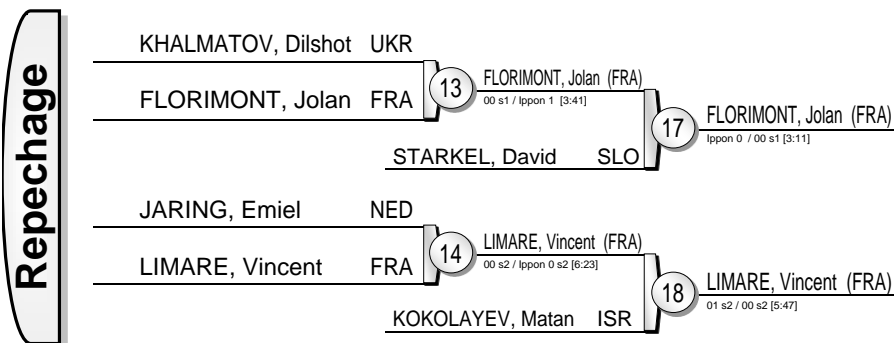 Repechage
KHALMATOV, Dilshot UKR
FLORIMONT, Jolan FRA
13
FLORIMONT, Jolan (FRA)
00 s1 / Ippon 1 [3:41]
STARKEL, David SLO
17
FLORIMONT, Jolan (FRA)
Ippon 0 / 00 s1 [3:11]
JARING, Emiel NED
LIMARE, Vincent FRA
14
LIMARE, Vincent (FRA)
00 s2 / Ippon 0 s2 [6:23]
KOKOLAYEV, Matan ISR
18
LIMARE, Vincent (FRA)
01 s2 / 00 s2 [5:47]